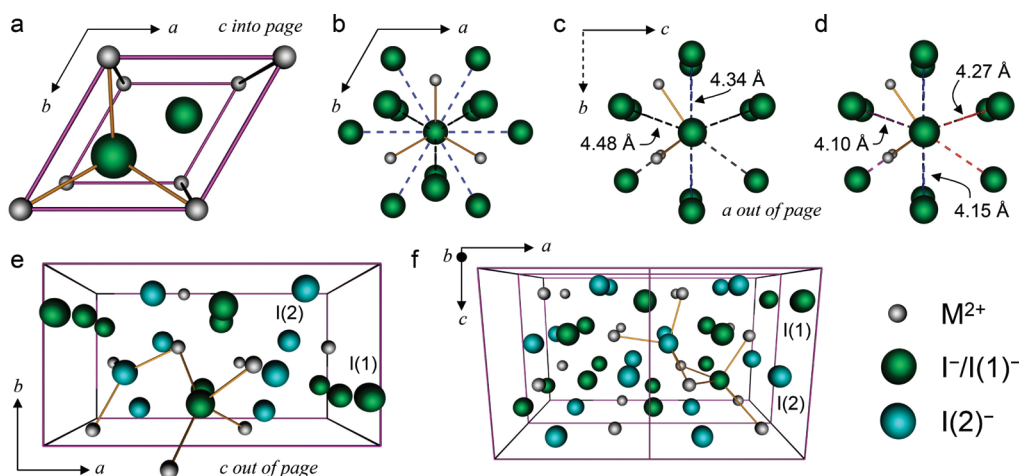 a
c into page
a
b
b
a
b
c
c
b
4.34 Å
4.48 Å
a out of page
d
4.27 Å
4.10 Å
4.15 Å
e
I(2)
I(1)
b
a
c out of page
f
b
a
c
I(1)
I(2)
M²⁺
I⁻/I(1)⁻
I(2)⁻